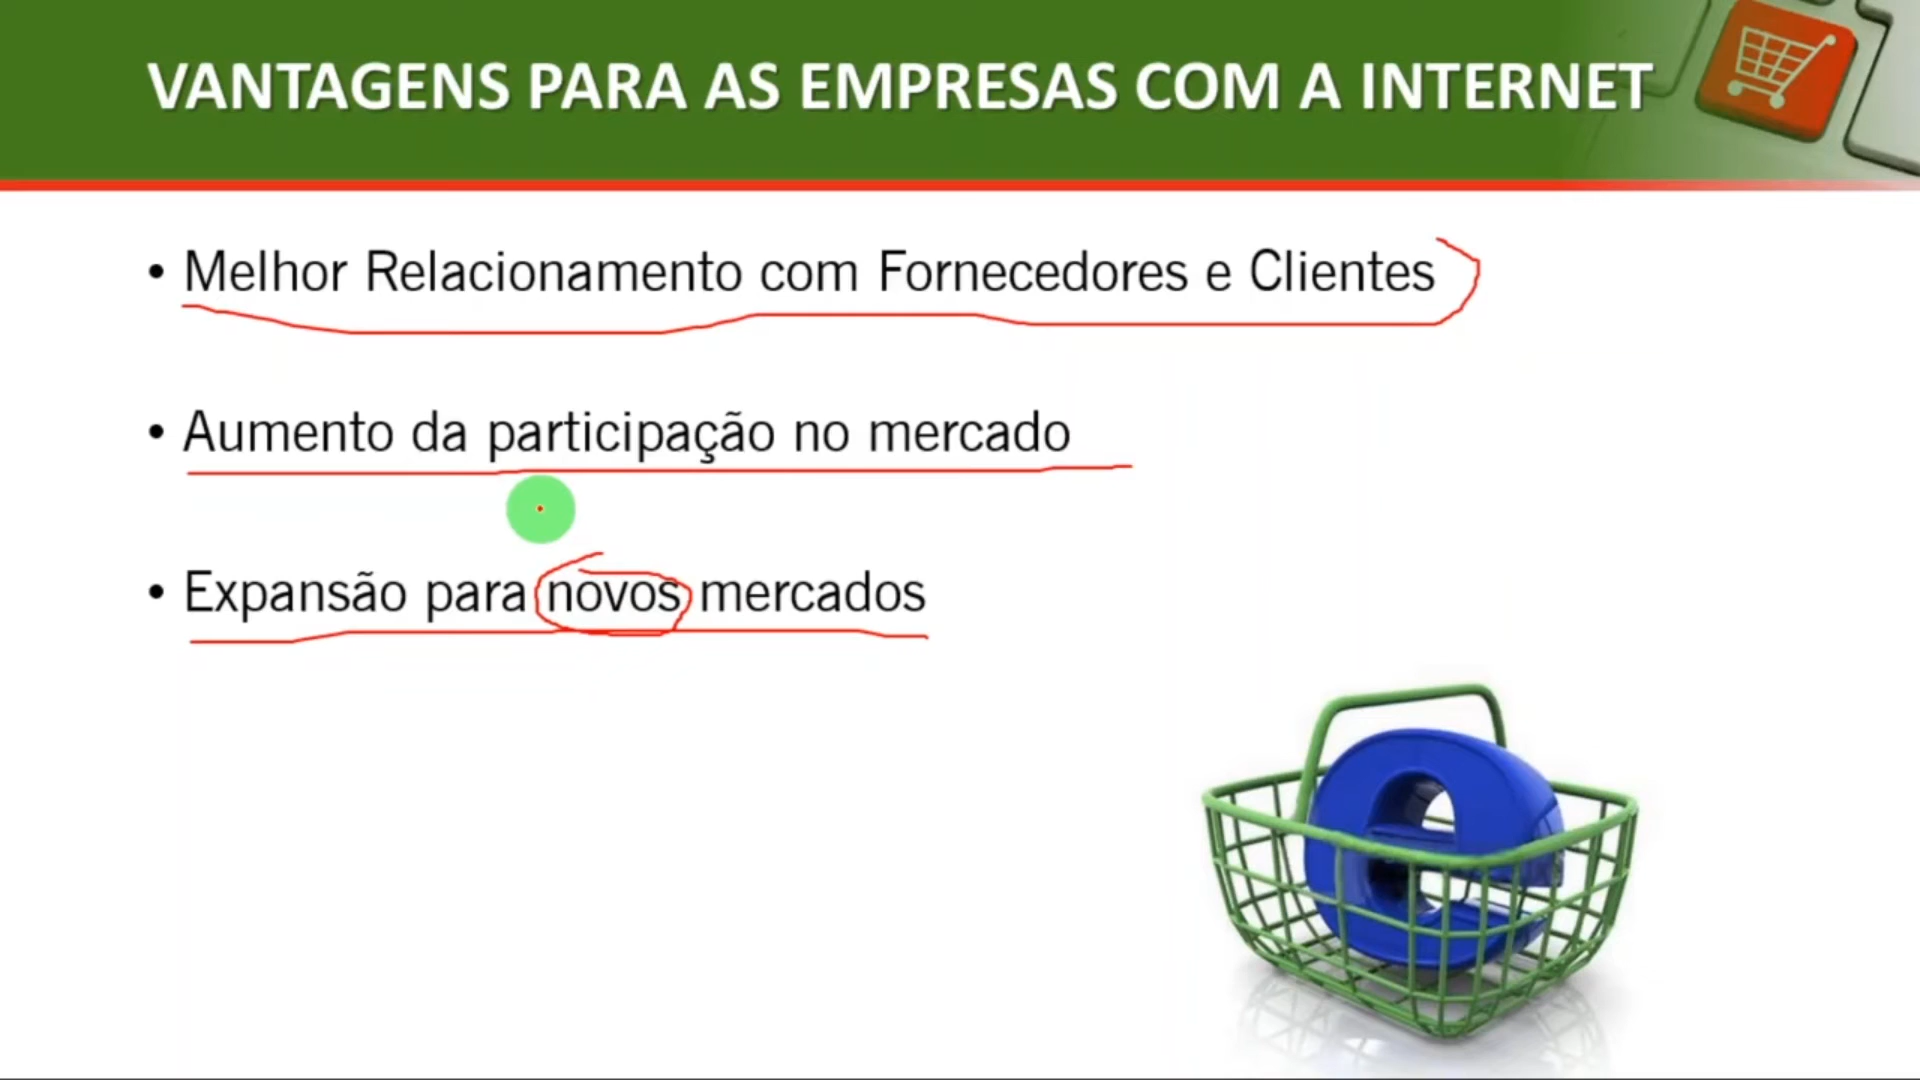 VANTAGENS PARA AS EMPRESAS COM A INTERNET
• Melhor Relacionamento com Fornecedores e Clientes
• Aumento da participação no mercado
• Expansão para novos mercados
e